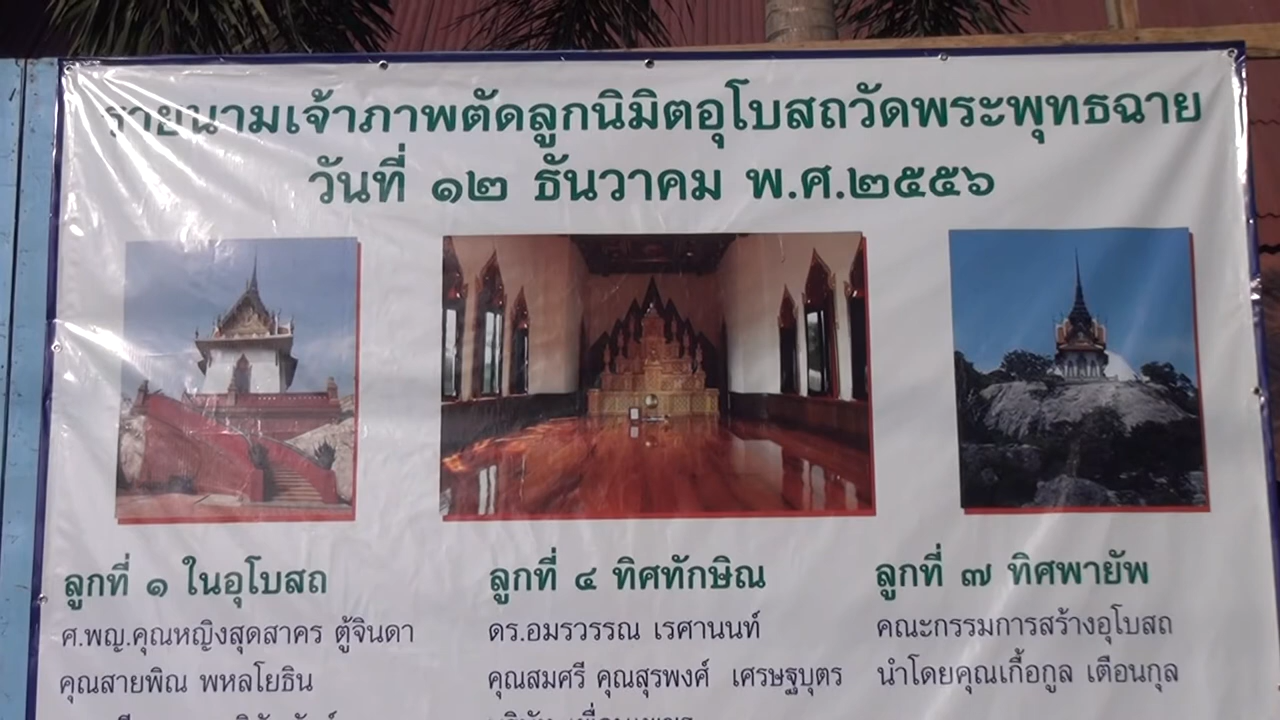 รายนามเจ้าภาพตัดลูกนิมิตอุโบสถวัดพระพุทธฉาย
วันที่ ๑๒ ธันวาคม พ.ศ.๒๕๕๖
ลูกที่ ๑ ในอุโบสถ
ศ.พญ.คุณหญิงสุดสาคร ตู้จินดา
คุณสายพิณ พหลโยธิน
ลูกที่ ๔ ทิศทักษิณ
ดร.อมรวรรณ เรศานนท์
คุณสมศรี คุณสุรพงศ์ เศรษฐบุตร
ลูกที่ ๗ ทิศพายัพ
คณะกรรมการสร้างอุโบสถ
นำโดยคุณเกื้อกูล เตือนกุล